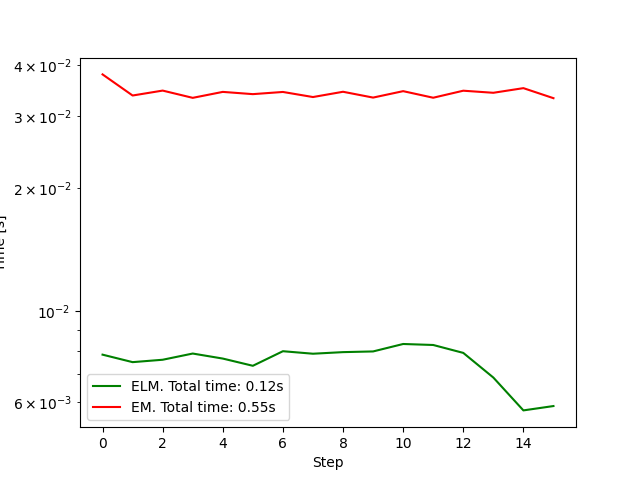 4 × 10⁻²
3 × 10⁻²
2 × 10⁻²
10⁻²
6 × 10⁻³
ELM. Total time: 0.12s
EM. Total time: 0.55s
0 2 4 6 8 10 12 14
Step